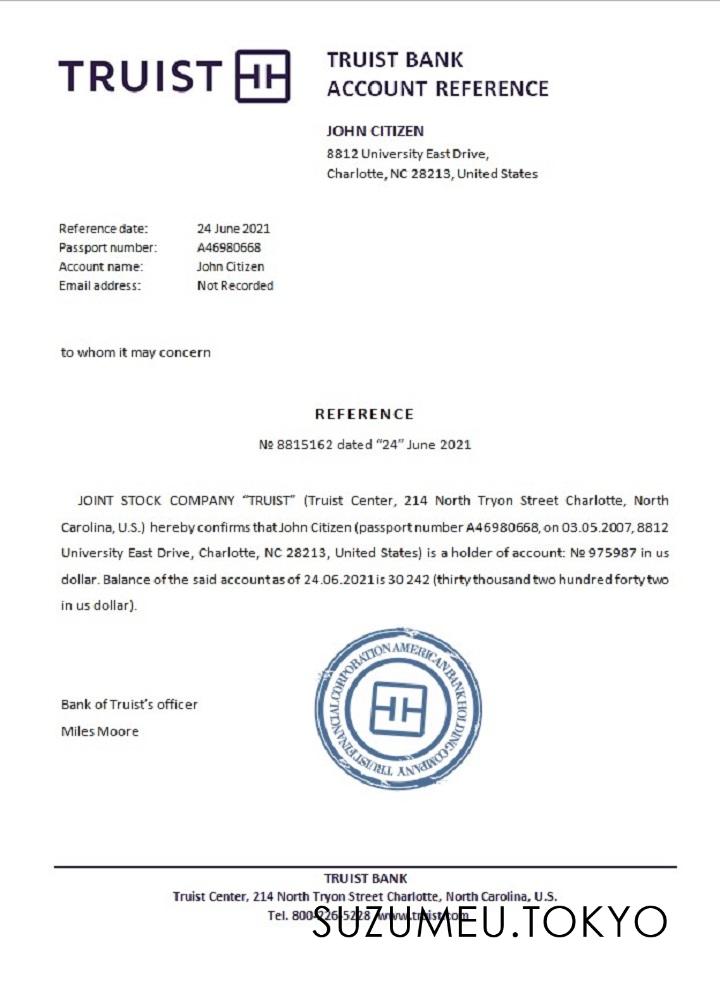 TRUIST
TRUIST BANK
ACCOUNT REFERENCE
JOHN CITIZEN
8812 University East Drive,
Charlotte, NC 28213, United States
Reference date: 24 June 2021
Passport number: A46980668
Account name: John Citizen
Email address: Not Recorded
to whom it may concern
REFERENCE
№ 8815162 dated “24” June 2021
JOINT STOCK COMPANY “TRUIST” (Truist Center, 214 North Tryon Street Charlotte, North
Carolina, U.S.) hereby confirms that John Citizen (passport number A46980668, on 03.05.2007, 8812
University East Drive, Charlotte, NC 28213, United States) is a holder of account: № 975987 in us
dollar. Balance of the said account as of 24.06.2021 is 30 242 (thirty thousand two hundred forty two
in us dollar).
TRUIST FINANCIAL CORPORATION AMERICAN BANK HOLDING COMPANY
Bank of Truist’s officer
Miles Moore
TRUIST BANK
Truist Center, 214 North Tryon Street Charlotte, North Carolina, U.S.
Tel. 800-226-5228 www.truist.com
SUZUMEU.TOKYO